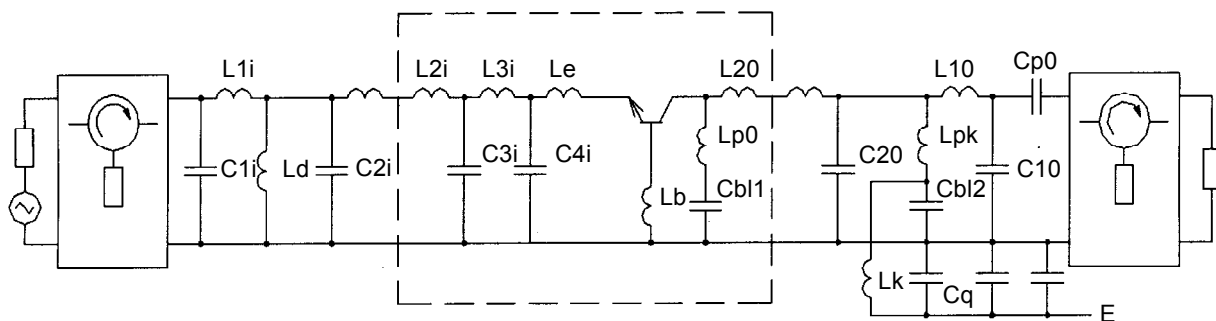 L1i L2i L3i Le L20 L10 Cp0
Lp0 Lpk
C1i Ld C2i C3i C4i Lb Cbl1 C20 Cbl2 C10
Lk Cq
E